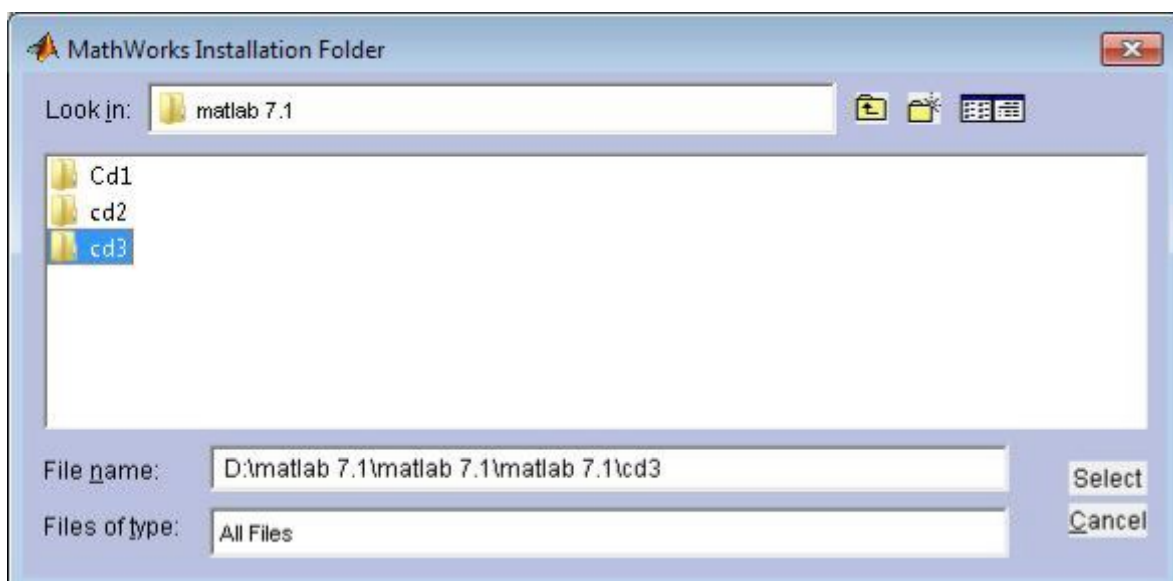 MathWorks Installation Folder
Look in: matlab 7.1
Cd1
cd2
cd3
File name: D:\matlab 7.1\matlab 7.1\matlab 7.1\cd3
Select
Files of type: All Files
Cancel